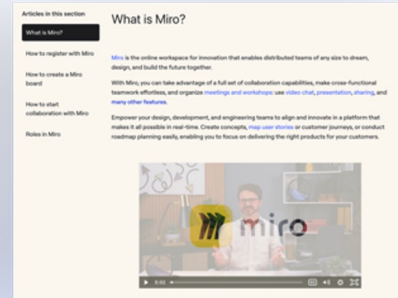 Articles in this section
What is Miro?
What is Miro?
How to register with Miro
How to create a Miro
board
How to start
collaboration with Miro
Roles in Miro
Miro is the online workspace for innovation that enables distributed teams of any size to dream,
design, and build the future together.
With Miro, you can take advantage of a full set of collaboration capabilities, make cross-functional
teamwork effortless, and organize meetings and workshops: use video chat, presentation, sharing, and
many other features.
Empower your design, development, and engineering teams to align and innovate in a platform that
makes it all possible in real-time. Create concepts, map user stories or customer journeys, or conduct
roadmap planning easily, enabling you to focus on delivering the right products for your customers.
miro
0:02